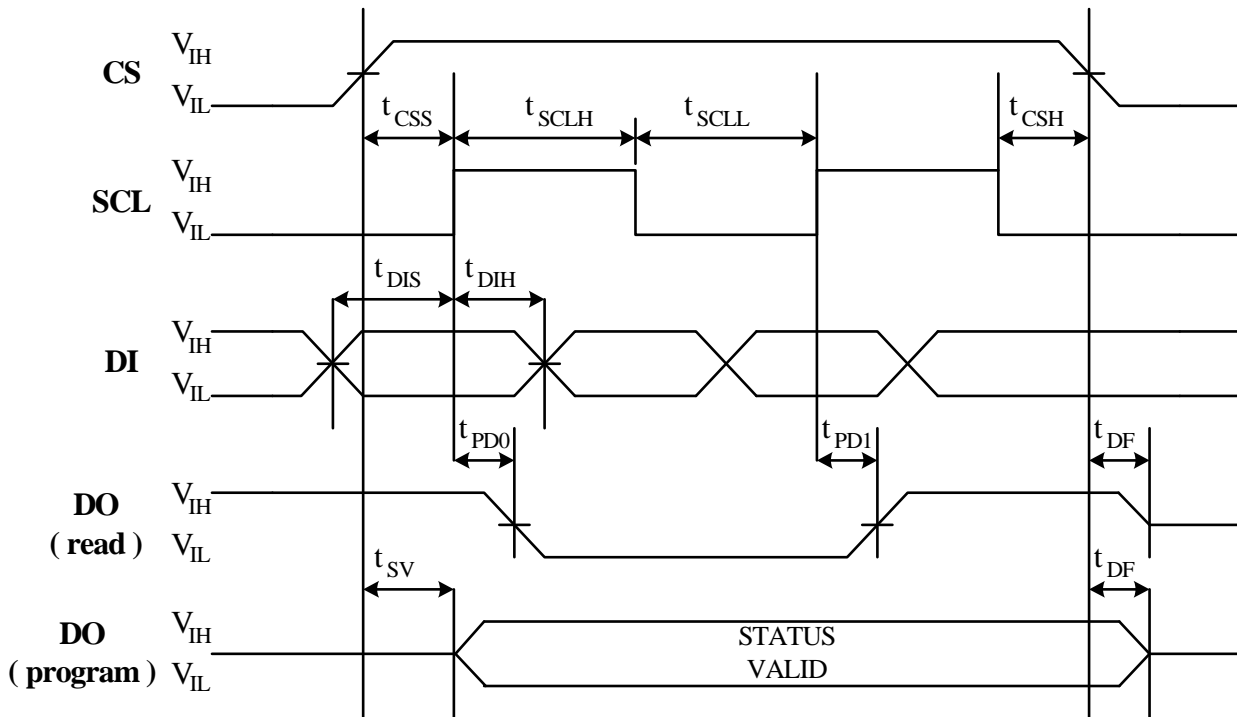 CS
V_IH
V_IL
t_CSS
t_SCLH
t_SCLL
t_CSH
SCL
V_IH
V_IL
t_DIS
t_DIH
DI
V_IH
V_IL
t_PD0
t_PD1
t_DF
DO
( read )
V_IH
V_IL
t_SV
t_DF
DO
( program )
V_IH
V_IL
STATUS
VALID